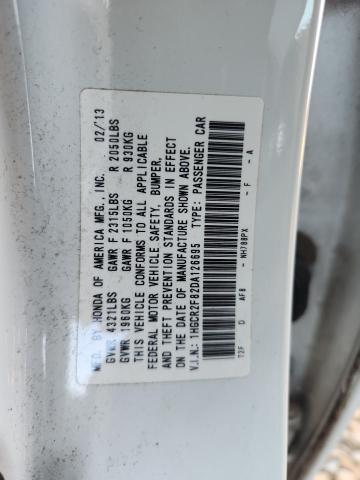 MFD. BY HONDA OF AMERICA MFG., INC. 02/13
GVWR 4321LBS GAWR F 2315LBS R 2050LBS
GVWR 1960KG GAWR F 1050KG R 930KG
THIS VEHICLE CONFORMS TO ALL APPLICABLE
FEDERAL MOTOR VEHICLE SAFETY, BUMPER,
AND THEFT PREVENTION STANDARDS IN EFFECT
ON THE DATE OF MANUFACTURE SHOWN ABOVE.
V.I.N.: 1HGCR2F82DA126695 TYPE: PASSENGER CAR
T2F D AF8 - NH788PX - F - A